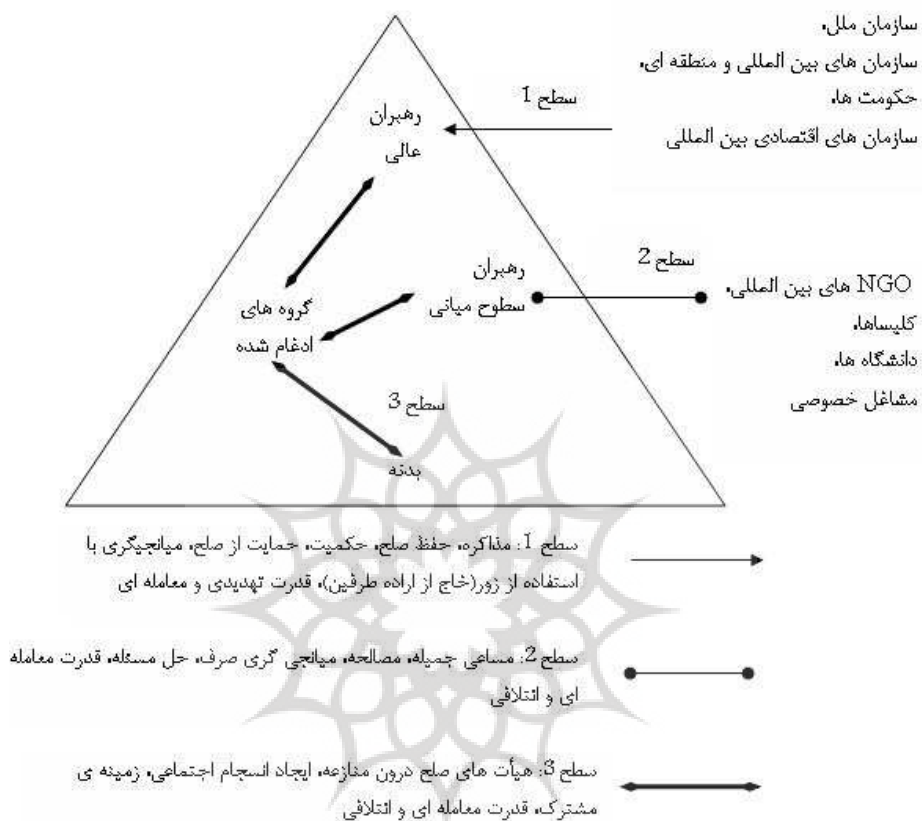 سازمان ملل،
سازمان های بین المللی و منطقه ای،
حکومت ها،
سازمان های اقتصادی بین المللی
سطح 1
رهبران
عالی
سطح 2
رهبران
سطوح میانی
NGO های بین المللی،
کلیساها،
دانشگاه ها،
مشاغل خصوصی
گروه های
ادغام شده
سطح 3
بدنه
سطح 1: مذاکره، حفظ صلح، حکمیت، حمایت از صلح، میانجیگری با
استفاده از زور(خاج از اراده طرفین)، قدرت تهدیدی و معامله ای
سطح 2: مساعی جمیله، مصالحه، میانجی گری صرف، حل مسئله، قدرت معامله
ای و ائتلافی
سطح 3: هیأت های صلح درون منازعه، ایجاد انسجام اجتماعی، زمینه ی
مشترک، قدرت معامله ای و ائتلافی